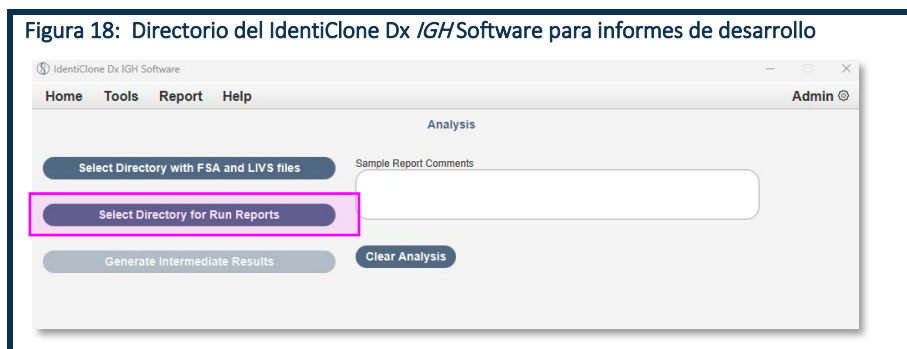 Figura 18: Directorio del IdentiClone Dx IGH Software para informes de desarrollo
IdentiClone Dx IGH Software
Home Tools Report Help Admin
Analysis
Select Directory with FSA and LIVS files
Sample Report Comments
Select Directory for Run Reports
Generate Intermediate Results
Clear Analysis